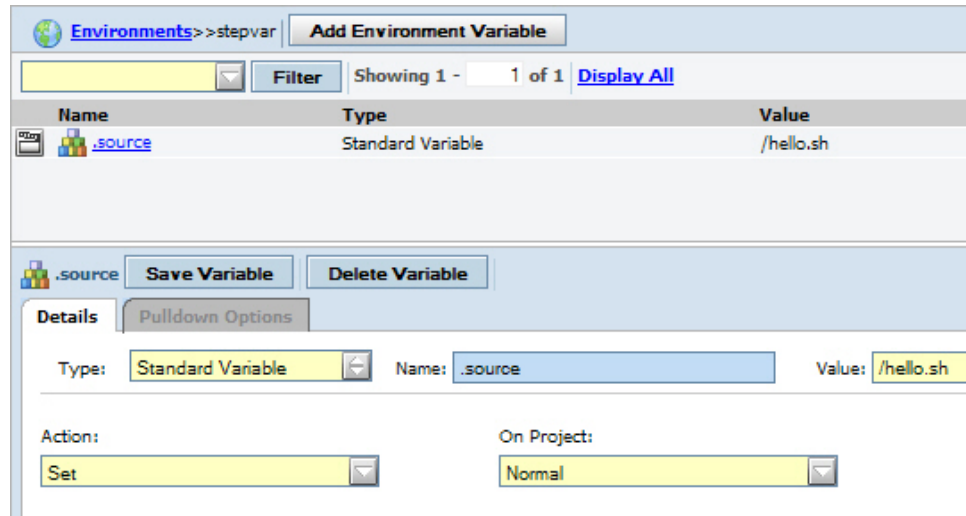 Environments>>stepvar Add Environment Variable
Filter Showing 1 - 1 of 1 Display All
Name Type Value
.source Standard Variable /hello.sh
.source Save Variable Delete Variable
Details Pulldown Options
Type: Standard Variable Name: .source Value: /hello.sh
Action: On Project:
Set Normal